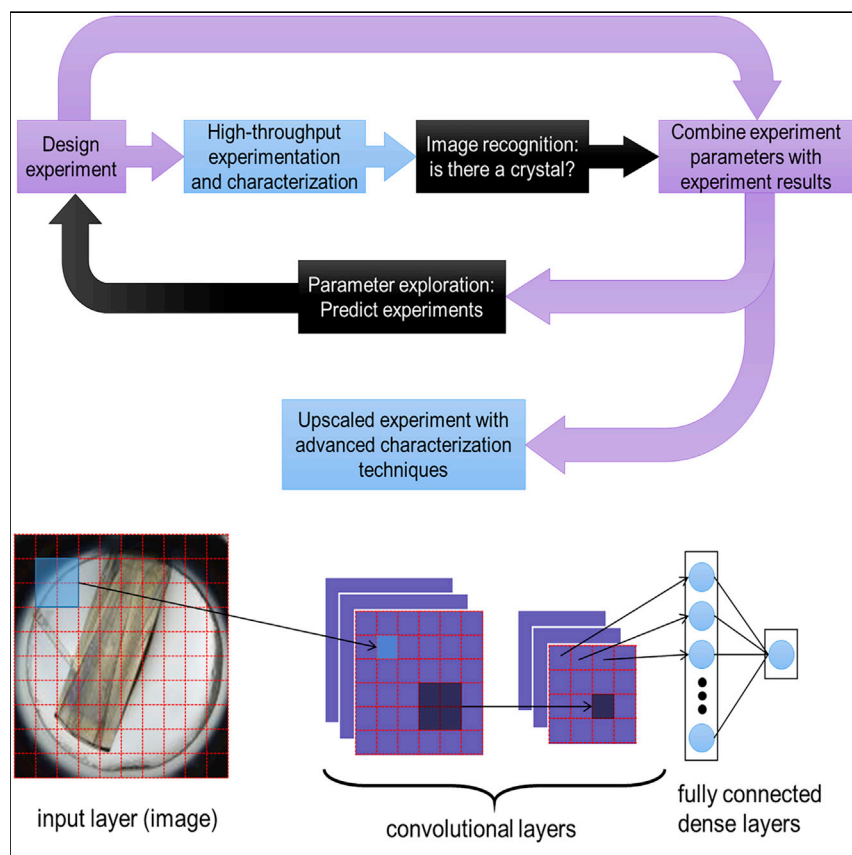 Design
experiment
High-throughput
experimentation
and characterization
Image recognition:
is there a crystal?
Combine experiment
parameters with
experiment results
Parameter exploration:
Predict experiments
Upscaled experiment with
advanced characterization
techniques
input layer (image)
convolutional layers
fully connected
dense layers